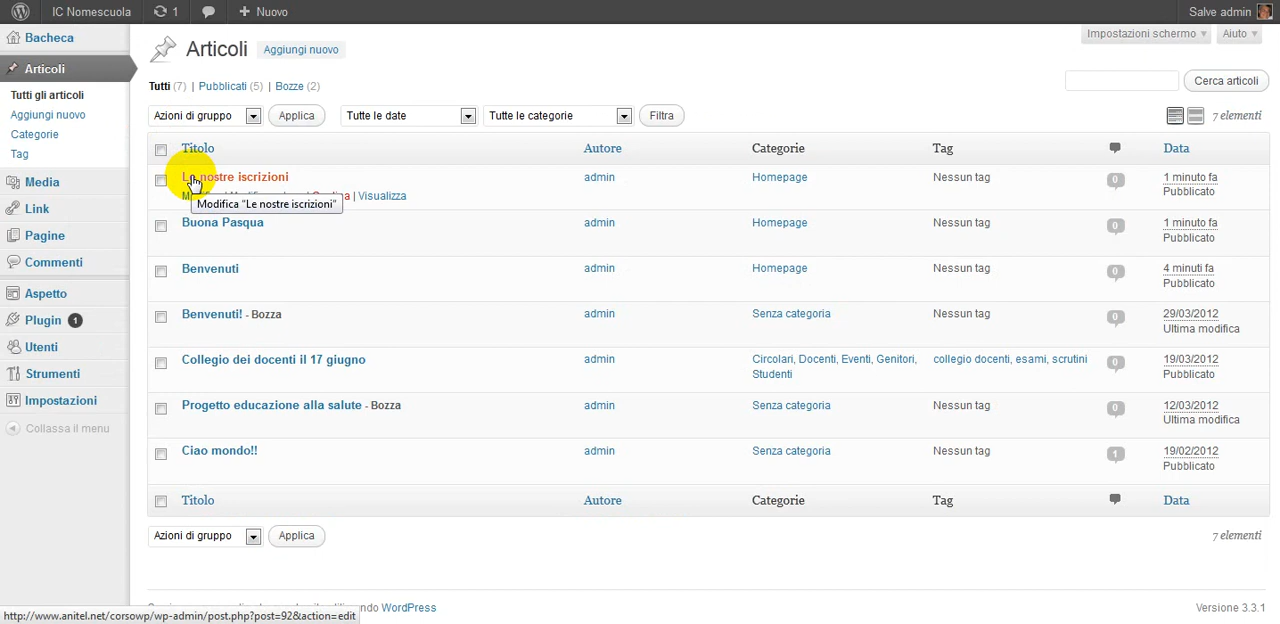 IC Nomescuola 1 Nuovo Salve admin
Bacheca
Articoli
Tutti gli articoli
Aggiungi nuovo
Categorie
Tag
Media
Link
Pagine
Commenti
Aspetto
Plugin 1
Utenti
Strumenti
Impostazioni
Collassa il menu
Impostazioni schermo Aiuto
Articoli Aggiungi nuovo
Tutti (7) | Pubblicati (5) | Bozze (2)
Cerca articoli
Azioni di gruppo Applica Tutte le date Tutte le categorie Filtra 7 elementi
Titolo Autore Categorie Tag Data
Le nostre iscrizioni admin Homepage Nessun tag 0 1 minuto fa
| Visualizza Pubblicato
Modifica “Le nostre iscrizioni”
Buona Pasqua admin Homepage Nessun tag 0 1 minuto fa
Pubblicato
Benvenuti admin Homepage Nessun tag 0 4 minuti fa
Pubblicato
Benvenuti! - Bozza admin Senza categoria Nessun tag 0 29/03/2012
Ultima modifica
Collegio dei docenti il 17 giugno admin Circolari, Docenti, Eventi, Genitori, collegio docenti, esami, scrutini 0 19/03/2012
Studenti Pubblicato
Progetto educazione alla salute - Bozza admin Senza categoria Nessun tag 0 12/03/2012
Ultima modifica
Ciao mondo!! admin Senza categoria Nessun tag 1 19/02/2012
Pubblicato
Titolo Autore Categorie Tag Data
Azioni di gruppo Applica 7 elementi
WordPress Versione 3.3.1
http://www.anitel.net/corsowp/wp-admin/post.php?post=92&action=edit